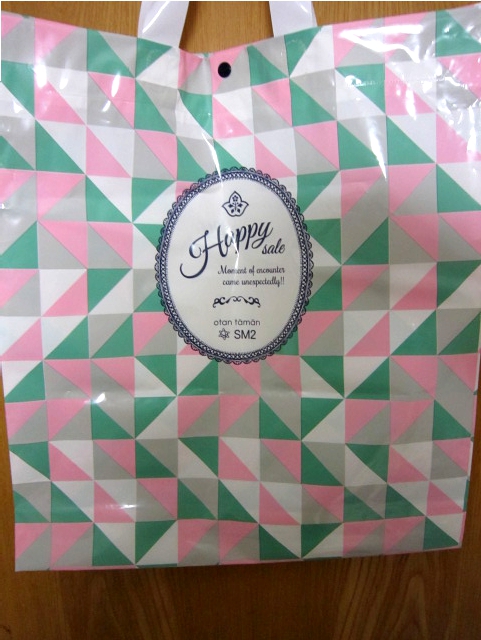 Happy
sale
Moment of encounter
came unexpectedly!!
otan tämän
SM2